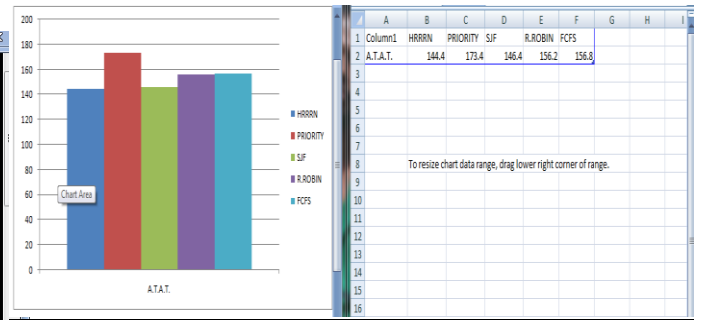 200
180
160
140
120
100
80
60
40
20
0
Chart Area
A.T.A.T.
HRRRN
PRIORITY
SJF
R.ROBIN
FCFS
A B C D E F G H I
1 Column1 HRRRN PRIORITY SJF R.ROBIN FCFS
2 A.T.A.T. 144.4 173.4 146.4 156.2 156.8
3
4
5
6
7
8 To resize chart data range, drag lower right corner of range.
9
10
11
12
13
14
15
16